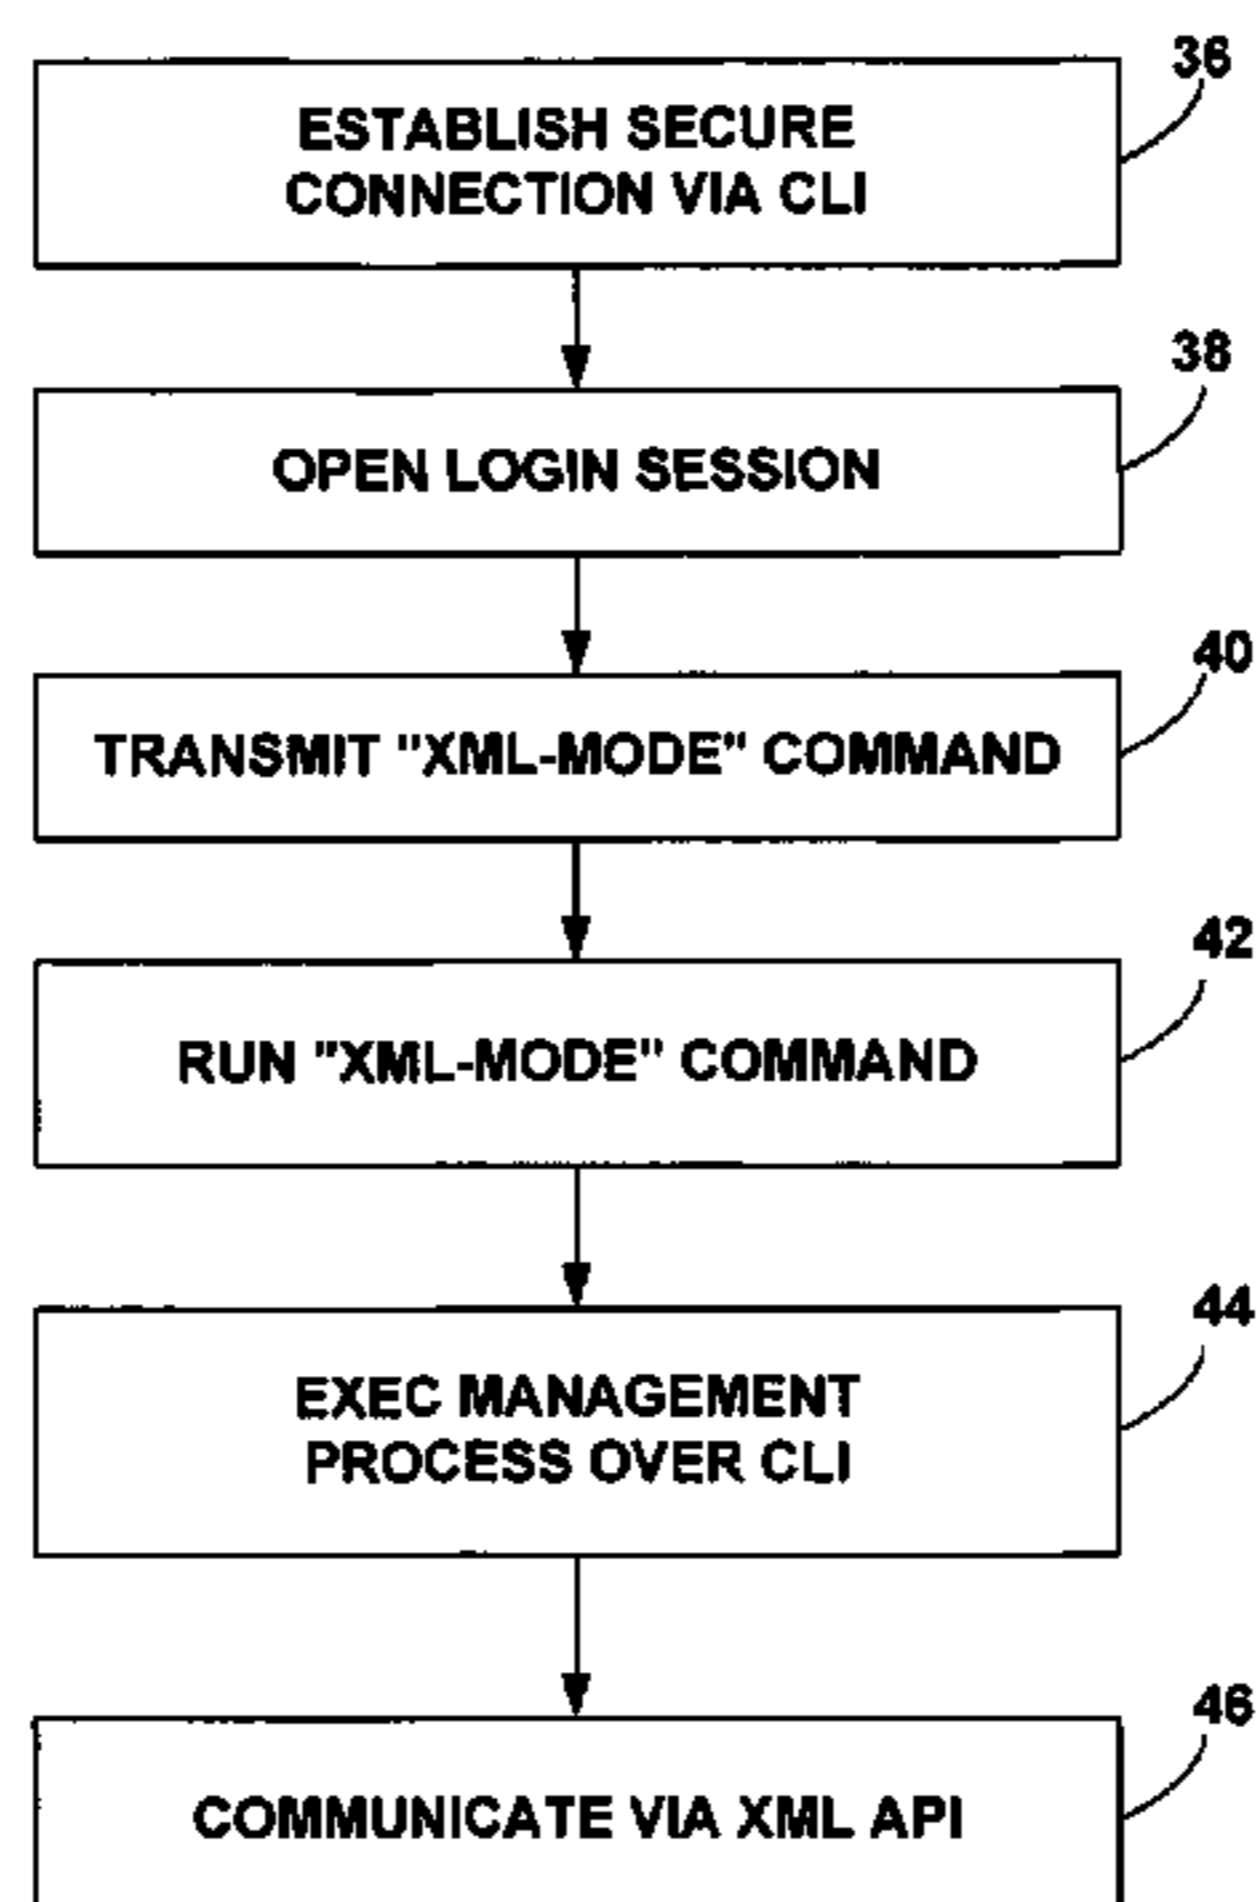 36
ESTABLISH SECURE
CONNECTION VIA CLI
38
OPEN LOGIN SESSION
40
TRANSMIT "XML-MODE" COMMAND
42
RUN "XML-MODE" COMMAND
44
EXEC MANAGEMENT
PROCESS OVER CLI
46
COMMUNICATE VIA XML API